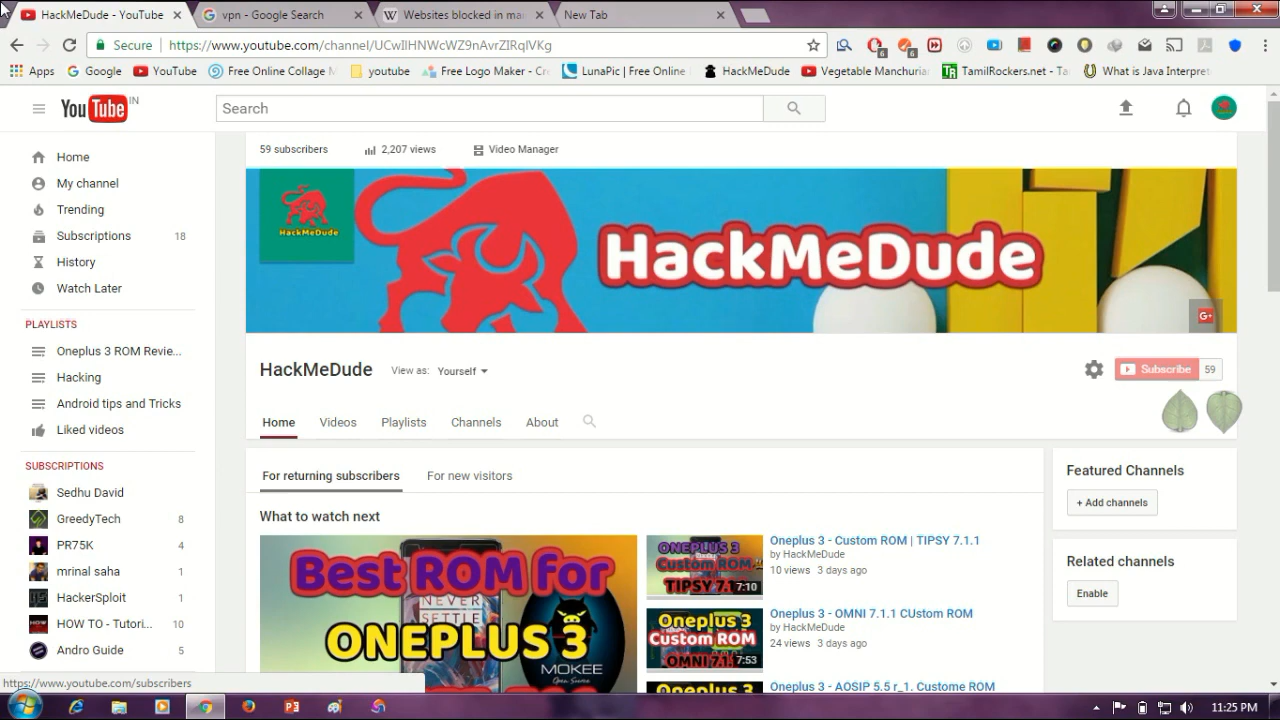 HackMeDude - YouTube
vpn - Google Search
Websites blocked in ma
New Tab
Secure
https://www.youtube.com/channel/UCwIlHNWcWZ9nAvrZIRqlVKg
6
6
Apps
Google
YouTube
Free Online Collage M
youtube
Free Logo Maker - Cr
LunaPic | Free Online
HackMeDude
Vegetable Manchuria
TamilRockers.net - Ta
What is Java Interpret
YouTube IN
Search
Home
My channel
Trending
Subscriptions 18
History
Watch Later
PLAYLISTS
Oneplus 3 ROM Revie...
Hacking
Android tips and Tricks
Liked videos
SUBSCRIPTIONS
Sedhu David
GreedyTech 8
PR75K 4
mrinal saha 1
HackerSploit 1
HOW TO - Tutori... 10
Andro Guide 5
https://www.youtube.com/subscribers
59 subscribers
2,207 views
Video Manager
HackMeDude
HackMeDude
HackMeDude
View as: Yourself
Subscribe 59
Home
Videos
Playlists
Channels
About
For returning subscribers
For new visitors
What to watch next
Best ROM for
NEVER
SETTLE
ONEPLUS 3
MOKEE
Open Source
ONEPLUS 3
Custom ROM
TIPSY 7.1
7:10
Oneplus 3 - Custom ROM | TIPSY 7.1.1
by HackMeDude
10 views 3 days ago
Oneplus 3
Custom ROM
OMNI 7.1
7:53
Oneplus 3 - OMNI 7.1.1 CUstom ROM
by HackMeDude
24 views 3 days ago
Oneplus 3
Oneplus 3 - AOSIP 5.5 r_1. Custome ROM
Featured Channels
+ Add channels
Related channels
Enable
11:25 PM